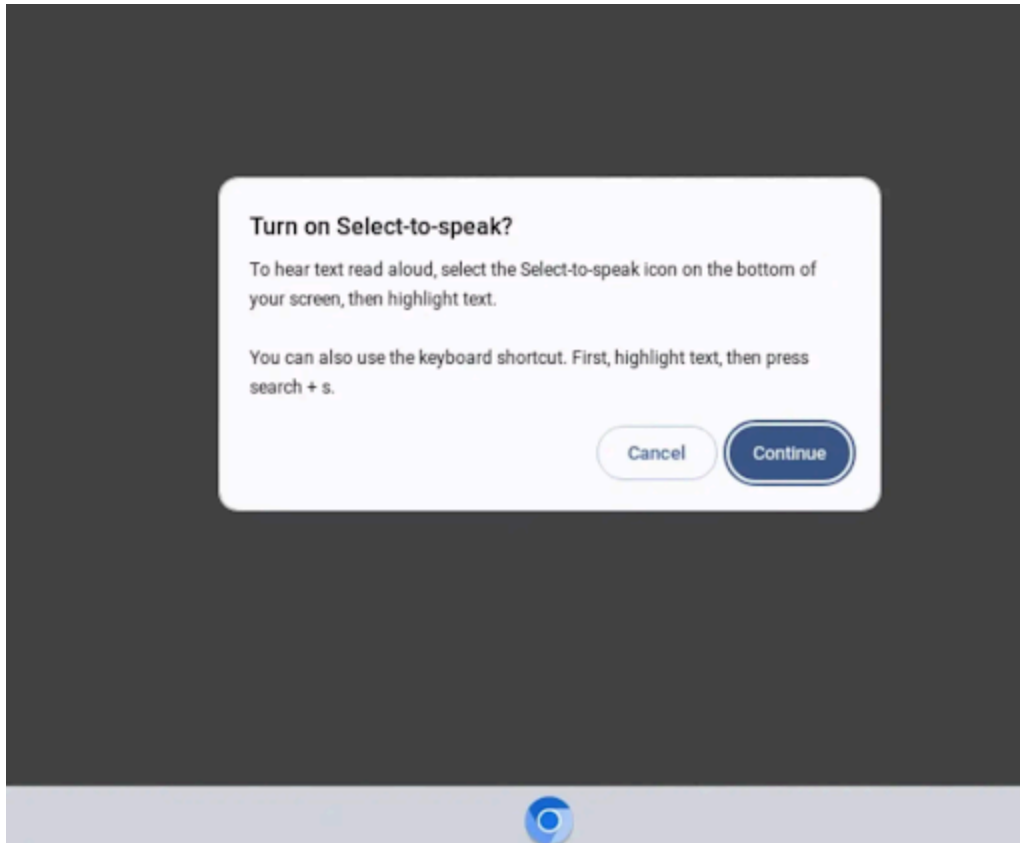 Turn on Select-to-speak?
To hear text read aloud, select the Select-to-speak icon on the bottom of
your screen, then highlight text.
You can also use the keyboard shortcut. First, highlight text, then press
search + s.
Cancel
Continue